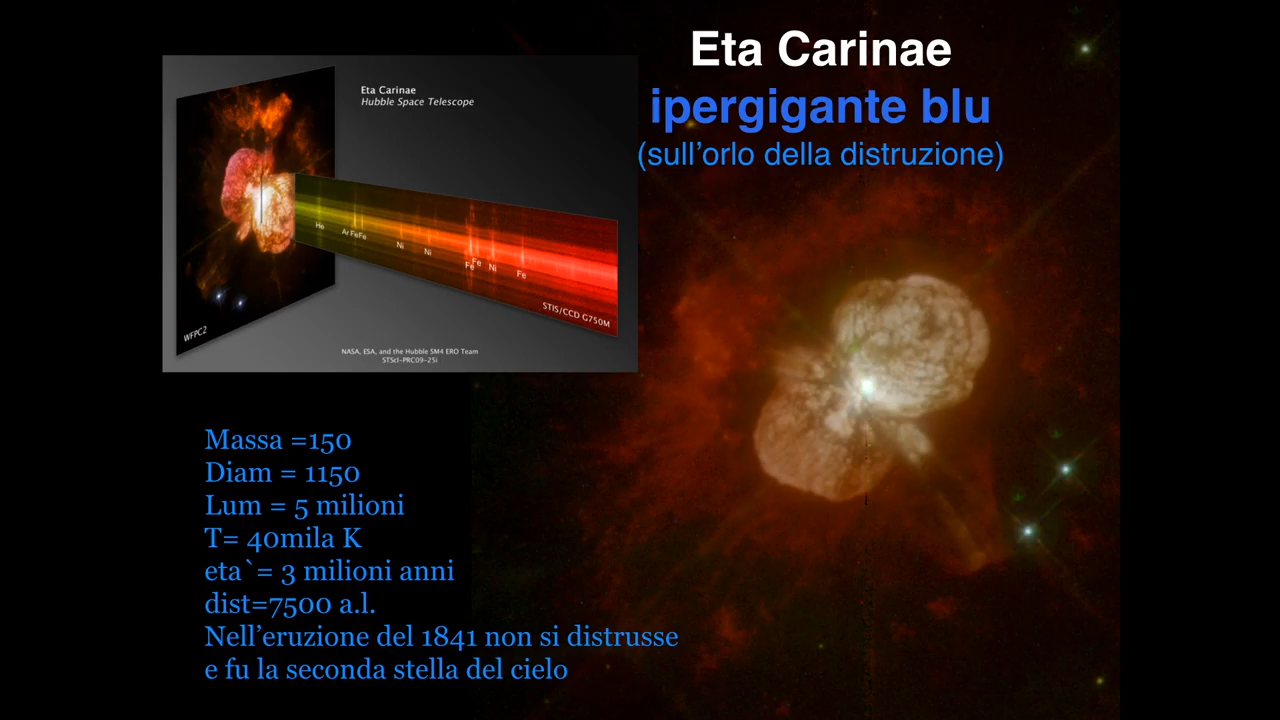 Eta Carinae
ipergigante blu
(sull'orlo della distruzione)
Eta Carinae
Hubble Space Telescope
He
Ar
Fe
Fe
Ni
Ni
Fe
Fe
Ni
Fe
STIS/CCD G750M
WFPC2
NASA, ESA, and the Hubble SM4 ERO Team
STScI-PRC09-25i
Massa =150
Diam = 1150
Lum = 5 milioni
T= 40mila K
eta`= 3 milioni anni
dist=7500 a.l.
Nell'eruzione del 1841 non si distrusse
e fu la seconda stella del cielo